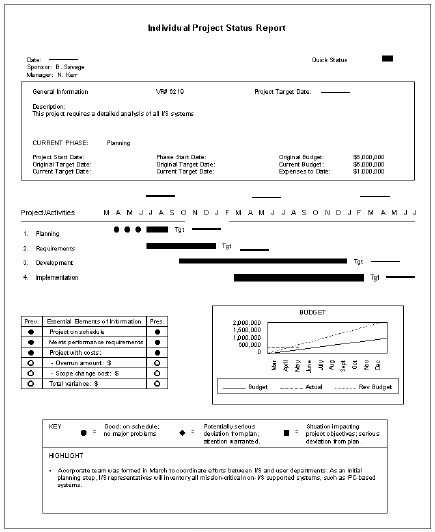 Individual Project Status Report
Date:
Sponsor: B. Savage
Manager: N. Kerr
Quick Status
General Information VR# 0219 Project Target Date:
Description:
This project requires a detailed analysis of all I/S systems
CURRENT PHASE: Planning
Project Start Date: Phase Start Date: Original Budget: $5,000,000
Original Target Date: Original Target Date: Current Budget: $5,000,000
Current Target Date: Current Target Date: Expenses to Date: $1,000,000
Project/Activities M A M J J A S O N D J F M A M J J A S O N D J F M A M J J
1. Planning Tgt
2. Requirements Tgt
3. Development Tgt
4. Implementation Tgt
Prev. Essential Elements of Information Pres.
Project on schedule
Meets performance requirements
Project with costs:
- Overrun amount: $
- Scope change cost: $
Total variance: $
BUDGET
2,000,000
1,500,000
1,000,000
500,000
0
Mar April May June July Aug Sept Oct Nov Dec
Budget Actual Rev Budget
KEY = Good: on schedule; no major problems = Potentially serious deviation from plan; attention warranted. = Situation impacting project objectives; serious deviation from plan.
HIGHLIGHT
• A corporate team was formed in March to coordinate efforts between I/S and user departments. As an initial
planning step, I/S representatives will inventory all mission-critical non-I/S supported systems, such as PC-based
systems.